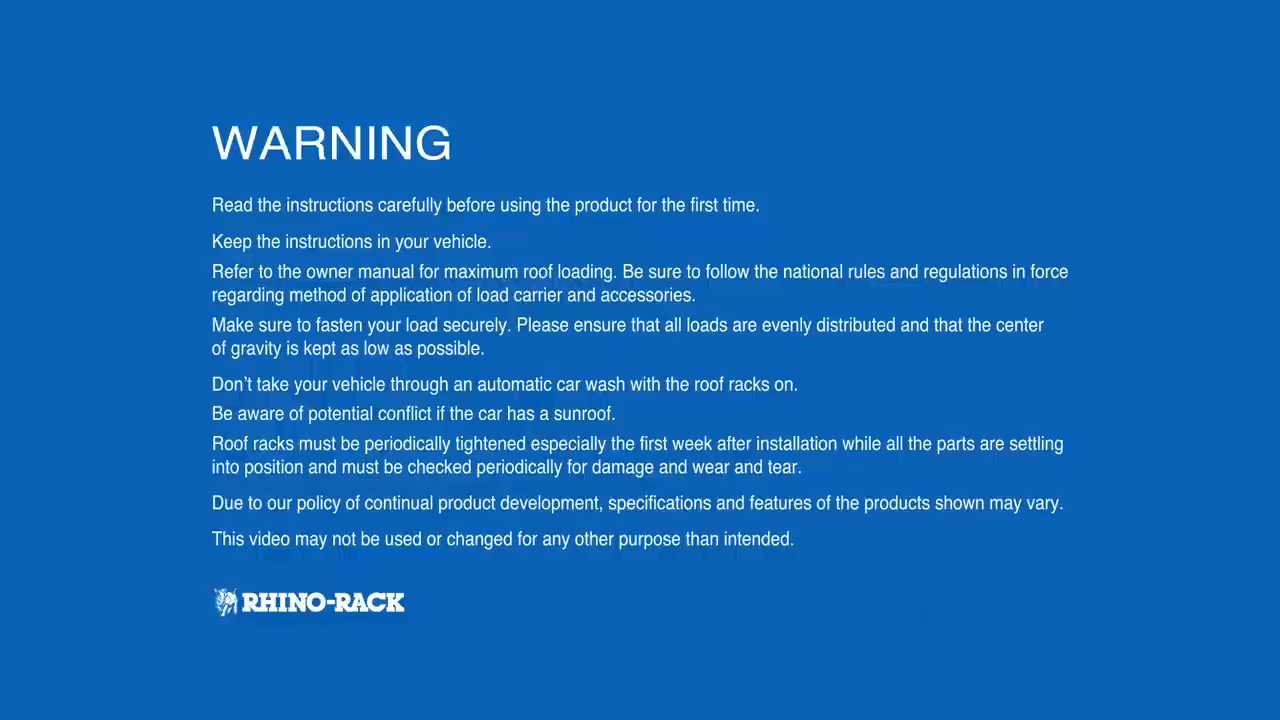 WARNING
Read the instructions carefully before using the product for the first time.
Keep the instructions in your vehicle.
Refer to the owner manual for maximum roof loading. Be sure to follow the national rules and regulations in force
regarding method of application of load carrier and accessories.
Make sure to fasten your load securely. Please ensure that all loads are evenly distributed and that the center
of gravity is kept as low as possible.
Don’t take your vehicle through an automatic car wash with the roof racks on.
Be aware of potential conflict if the car has a sunroof.
Roof racks must be periodically tightened especially the first week after installation while all the parts are settling
into position and must be checked periodically for damage and wear and tear.
Due to our policy of continual product development, specifications and features of the products shown may vary.
This video may not be used or changed for any other purpose than intended.
RHINO-RACK